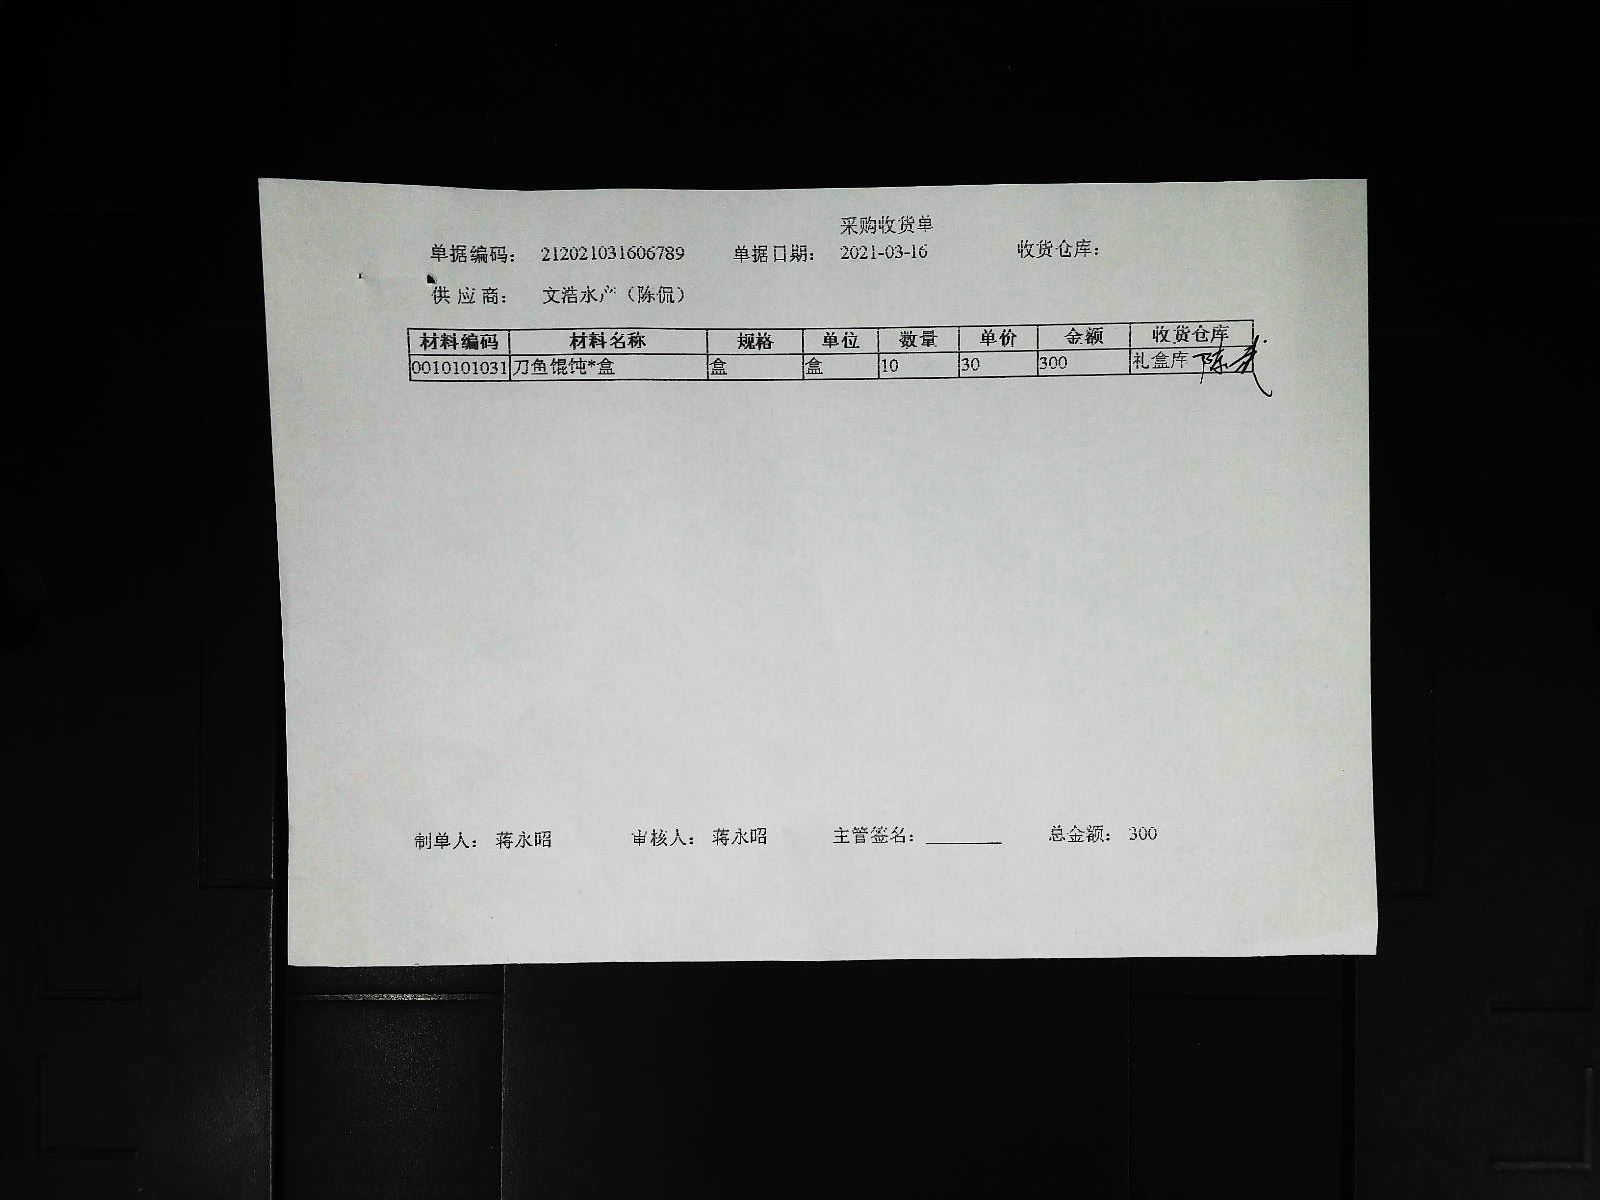 采购收货单
单据编码： 212021031606789 单据日期： 2021-03-16 收货仓库：
供 应 商： 文浩水产（陈侃）
材料编码 材料名称 规格 单位 数量 单价 金额 收货仓库
0010101031 刀鱼馄饨*盒 盒 盒 10 30 300 礼盒库
制单人： 蒋永昭 审核人： 蒋永昭 主管签名：________ 总金额： 300